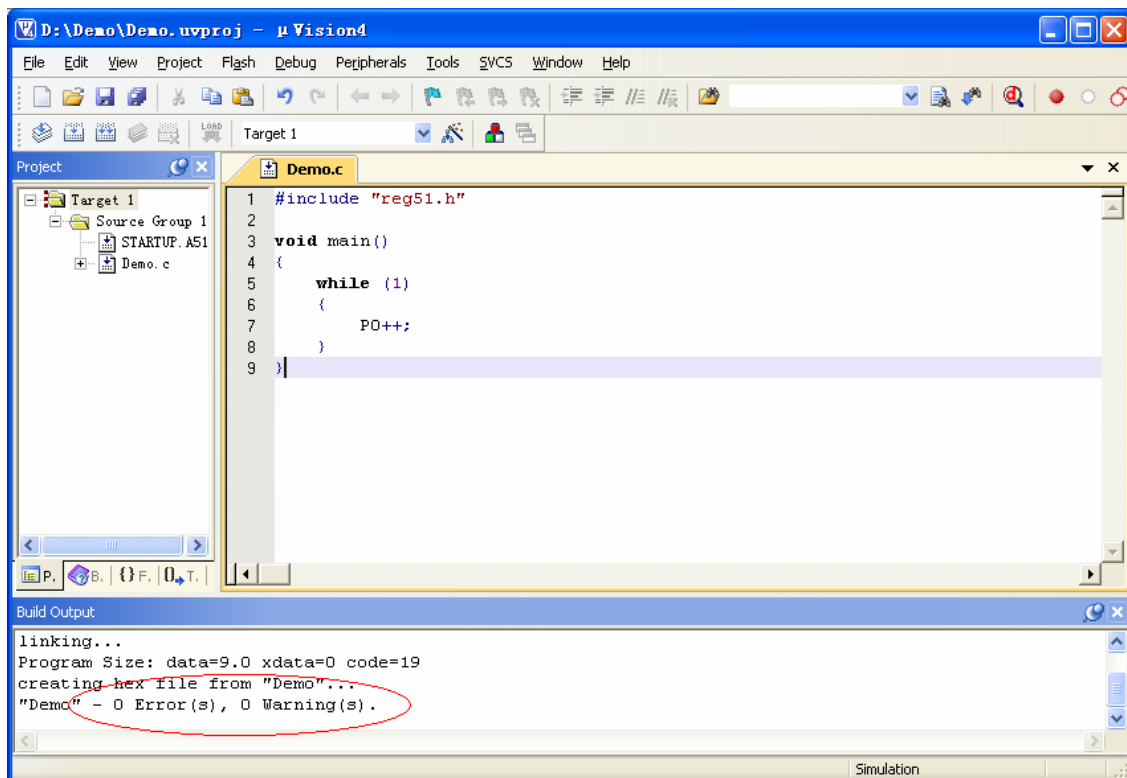 D:\Demo\Demo.uvproj - µVision4
File Edit View Project Flash Debug Peripherals Tools SVCS Window Help
LOAD Target 1
Project
Demo.c
Target 1
Source Group 1
STARTUP.A51
Demo.c
1 #include "reg51.h"
2
3 void main()
4 {
5 while (1)
6 {
7 P0++;
8 }
9 }
P. B. {} F. 0 T.
Build Output
linking...
Program Size: data=9.0 xdata=0 code=19
creating hex file from "Demo"...
"Demo" - 0 Error(s), 0 Warning(s).
Simulation